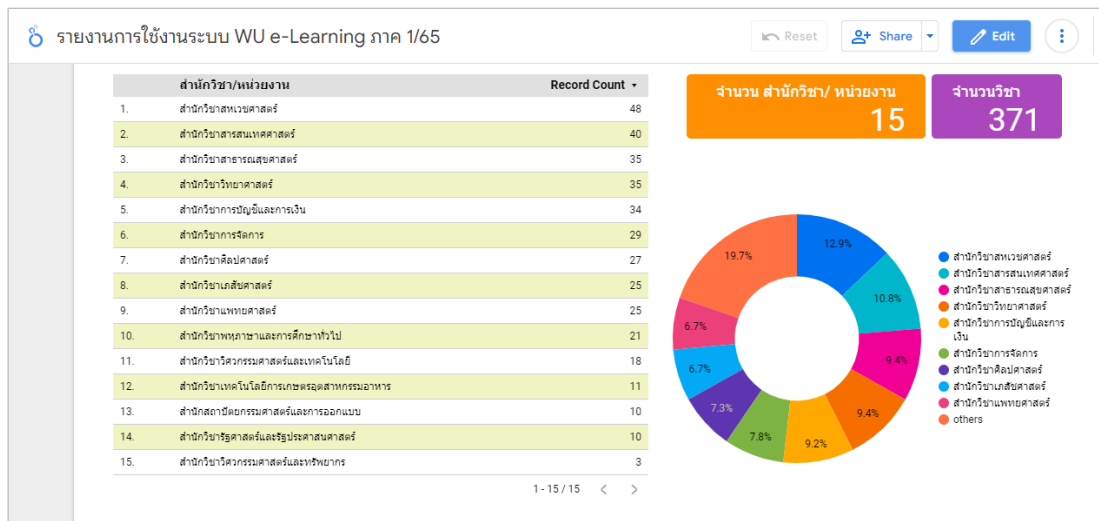 รายงานการใช้งานระบบ WU e-Learning ภาค 1/65
Reset
Share
Edit
สำนักวิชา/หน่วยงาน Record Count
1. สำนักวิชาสหเวชศาสตร์ 48
2. สำนักวิชาสารสนเทศศาสตร์ 40
3. สำนักวิชาสาธารณสุขศาสตร์ 35
4. สำนักวิชาวิทยาศาสตร์ 35
5. สำนักวิชาการบัญชีและการเงิน 34
6. สำนักวิชาการจัดการ 29
7. สำนักวิชาศิลปศาสตร์ 27
8. สำนักวิชาเภสัชศาสตร์ 25
9. สำนักวิชาแพทยศาสตร์ 25
10. สำนักวิชาพหุภาษาและการศึกษาทั่วไป 21
11. สำนักวิชาวิศวกรรมศาสตร์และเทคโนโลยี 18
12. สำนักวิชาเทคโนโลยีการเกษตรอุตสาหกรรมอาหาร 11
13. สำนักสถาปัตยกรรมศาสตร์และการออกแบบ 10
14. สำนักวิชารัฐศาสตร์และรัฐประศาสนศาสตร์ 10
15. สำนักวิชาวิศวกรรมศาสตร์และทรัพยากร 3
1 - 15 / 15
จำนวน สำนักวิชา/ หน่วยงาน
15
จำนวนวิชา
371
12.9%
10.8%
9.4%
9.4%
9.2%
7.8%
7.3%
6.7%
6.7%
19.7%
สำนักวิชาสหเวชศาสตร์
สำนักวิชาสารสนเทศศาสตร์
สำนักวิชาสาธารณสุขศาสตร์
สำนักวิชาวิทยาศาสตร์
สำนักวิชาการบัญชีและการ
เงิน
สำนักวิชาการจัดการ
สำนักวิชาศิลปศาสตร์
สำนักวิชาเภสัชศาสตร์
สำนักวิชาแพทยศาสตร์
others